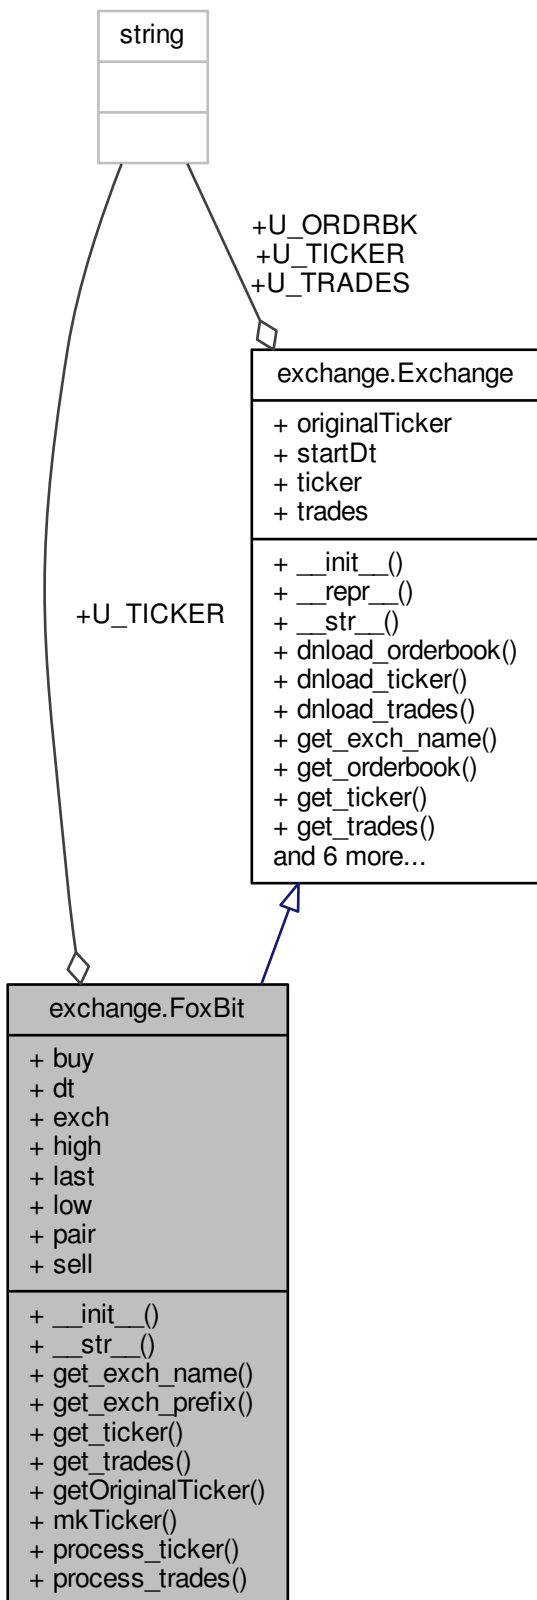 string
+U_ORDRBK
+U_TICKER
+U_TRADES
exchange.Exchange
+ originalTicker
+ startDt
+ ticker
+ trades
+ __init__()
+ __repr__()
+ __str__()
+ dnload_orderbook()
+ dnload_ticker()
+ dnload_trades()
+ get_exch_name()
+ get_orderbook()
+ get_ticker()
+ get_trades()
and 6 more...
+U_TICKER
exchange.FoxBit
+ buy
+ dt
+ exch
+ high
+ last
+ low
+ pair
+ sell
+ __init__()
+ __str__()
+ get_exch_name()
+ get_exch_prefix()
+ get_ticker()
+ get_trades()
+ getOriginalTicker()
+ mkTicker()
+ process_ticker()
+ process_trades()